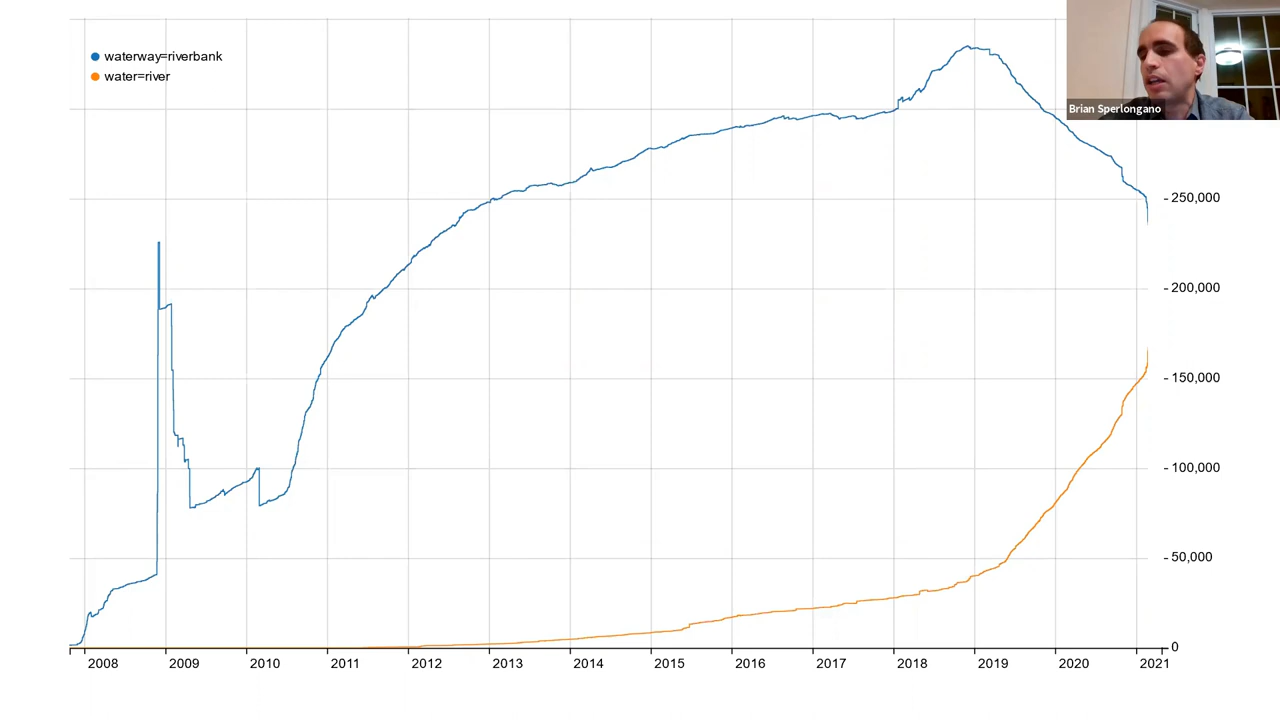 waterway=riverbank
water=river
Brian Sperlongano
- 250,000
- 200,000
- 150,000
- 100,000
- 50,000
- 0
2008 2009 2010 2011 2012 2013 2014 2015 2016 2017 2018 2019 2020 2021